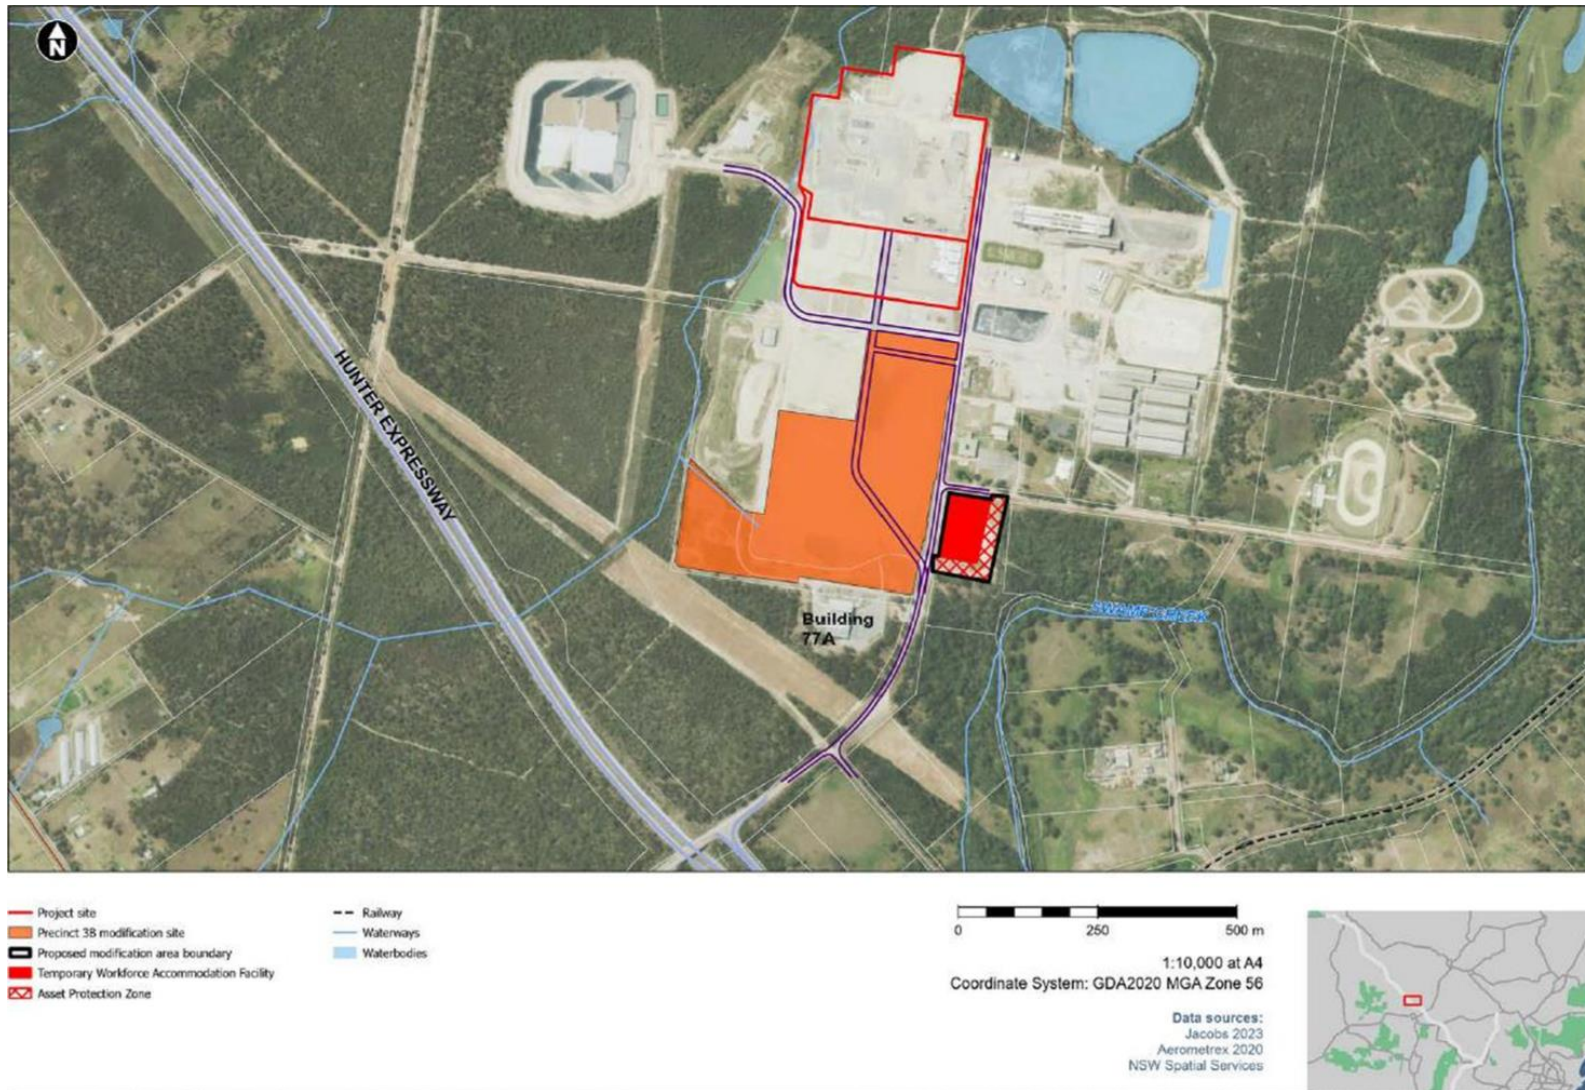 N
HUNTER EXPRESSWAY
SWAMP CREEK
Building
77A
Project site
Precinct 3B modification site
Proposed modification area boundary
Temporary Workforce Accommodation Facility
Asset Protection Zone
Railway
Waterways
Waterbodies
0 250 500 m
1:10,000 at A4
Coordinate System: GDA2020 MGA Zone 56
Data sources:
Jacobs 2023
Aerometrex 2020
NSW Spatial Services